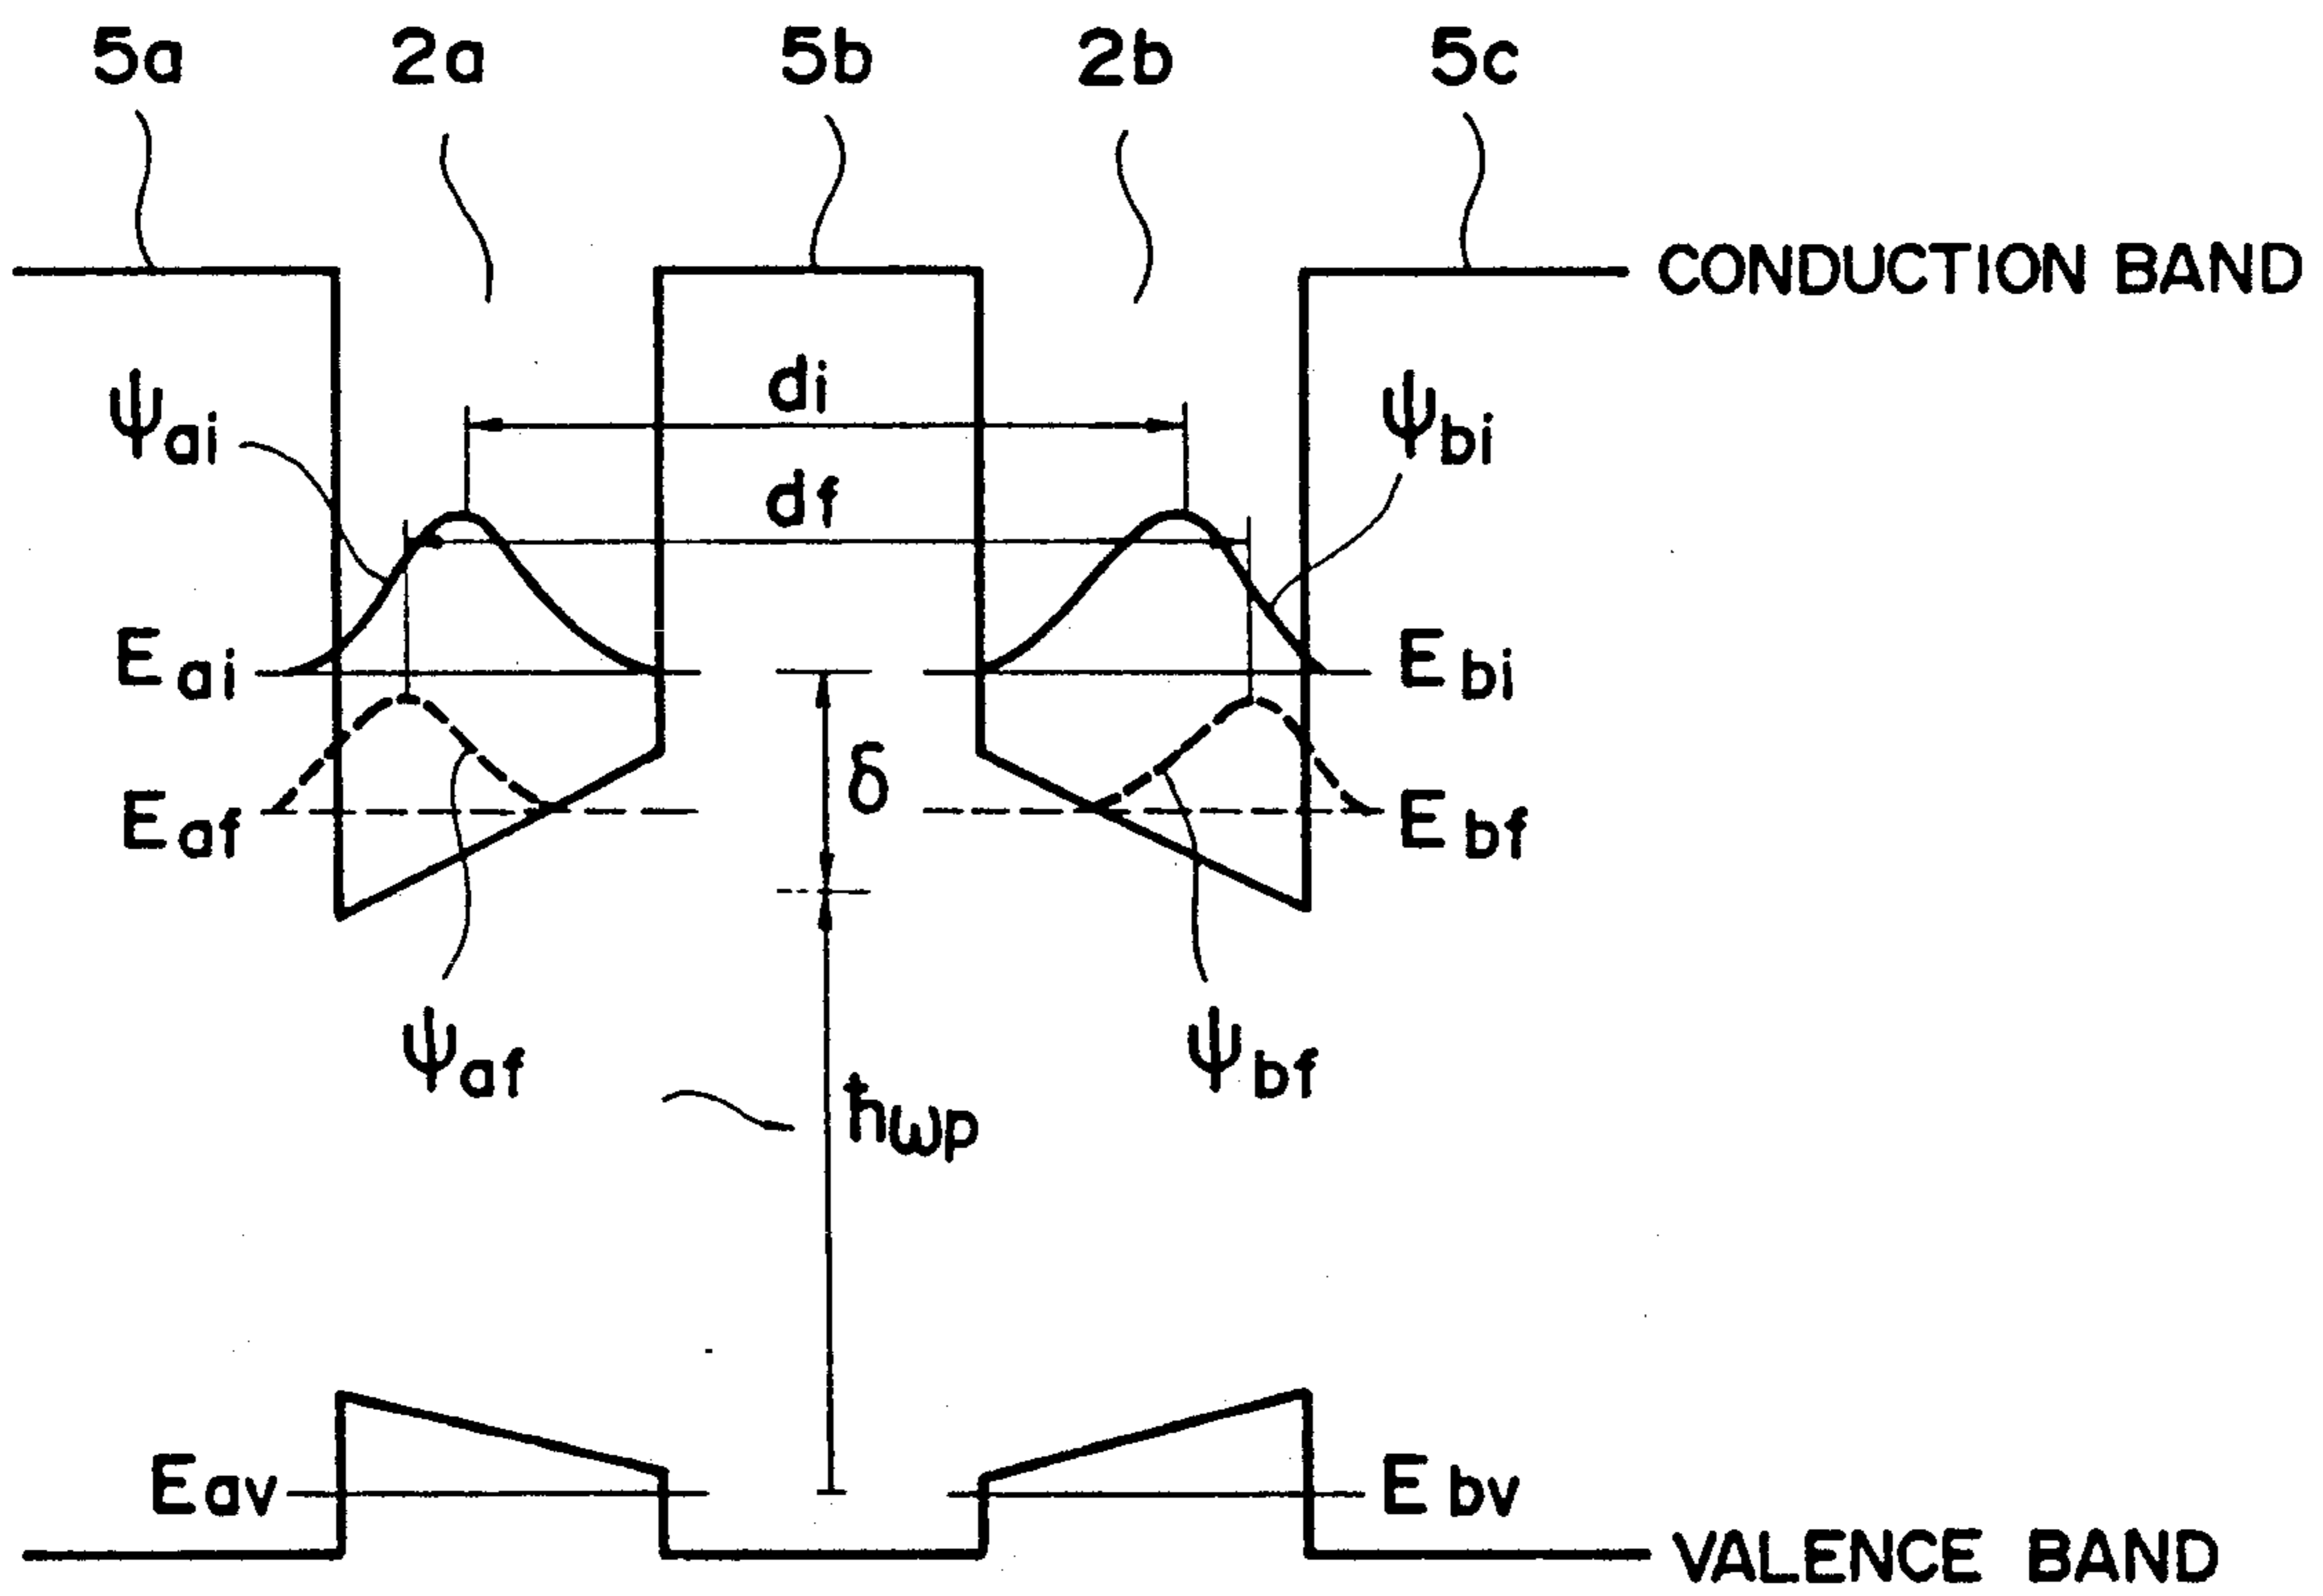 5a 2a 5b 2b 5c
CONDUCTION BAND
di
ψai ψbi
df
Eai Ebi
δ
Eaf Ebf
ψaf ψbf
ħωp
Eav Ebv
VALENCE BAND